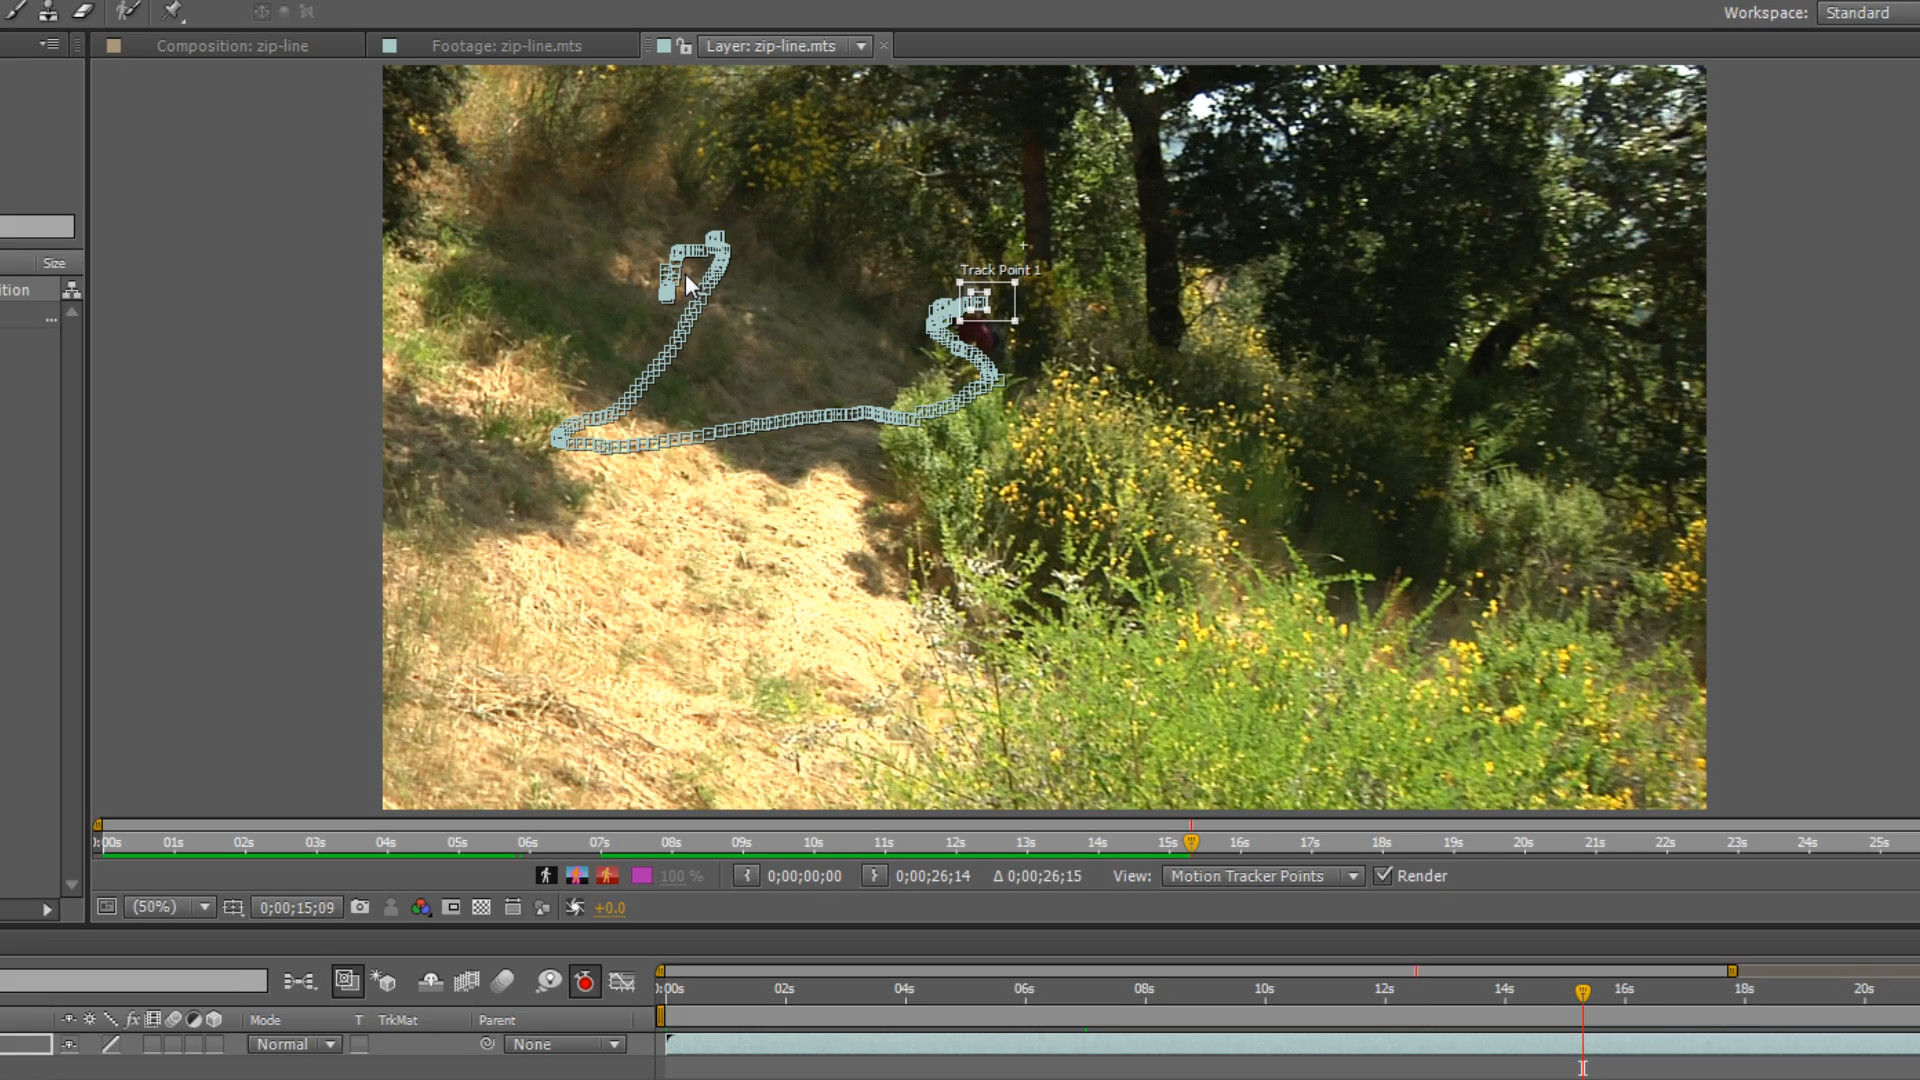 Workspace: Standard
Composition: zip-line
Footage: zip-line.mts
Layer: zip-line.mts
Size
ition
...
Track Point 1
0:00s 01s 02s 03s 04s 05s 06s 07s 08s 09s 10s 11s 12s 13s 14s 15s 16s 17s 18s 19s 20s 21s 22s 23s 24s 25s
100 % 0;00;00;00 0;00;26;14 Δ 0;00;26;15 View: Motion Tracker Points Render
(50%) 0;00;15;09 +0.0
):00s 02s 04s 06s 08s 10s 12s 14s 16s 18s 20s
fx Mode T TrkMat Parent
Normal None